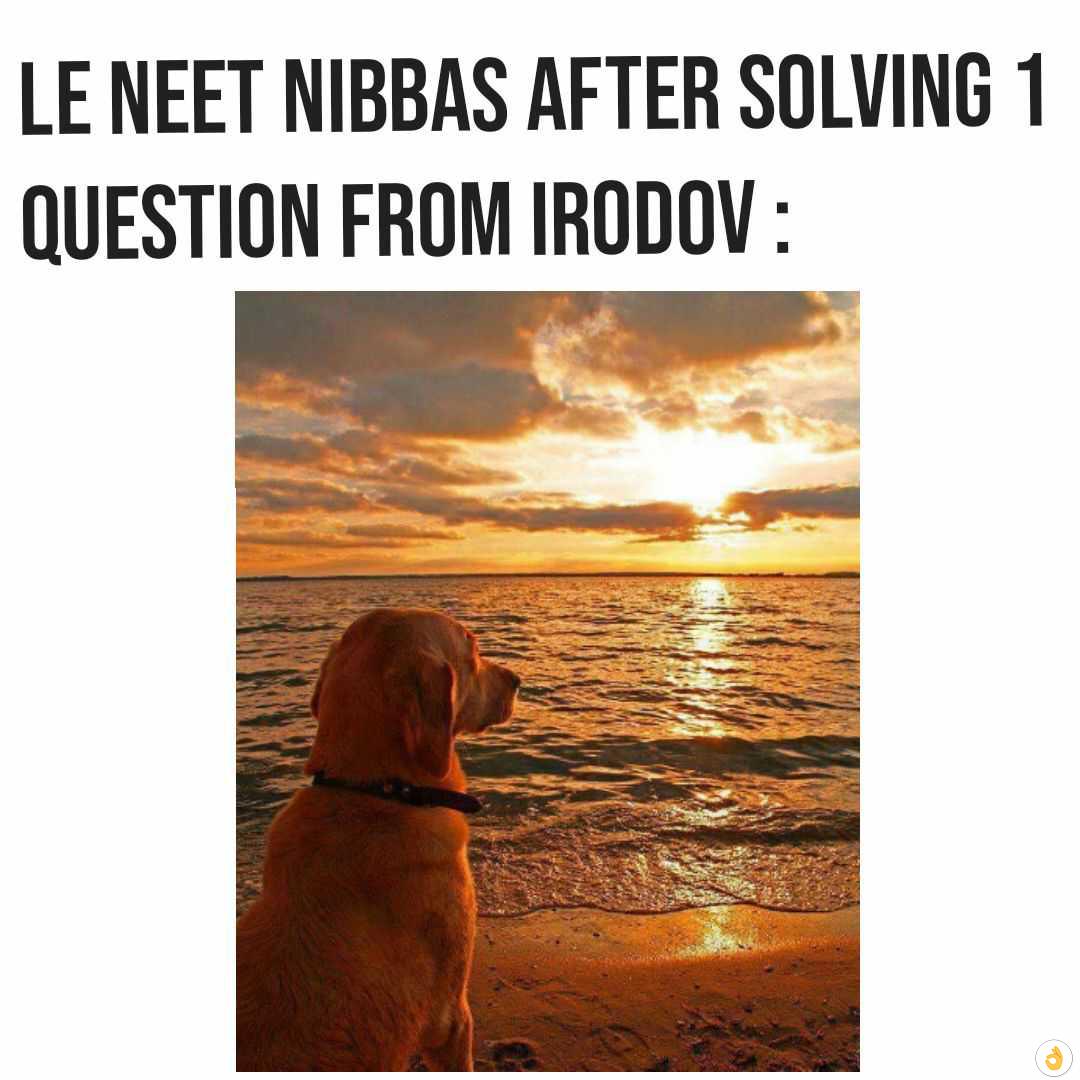 LE NEET NIBBAS AFTER SOLVING 1
QUESTION FROM IRODOV :